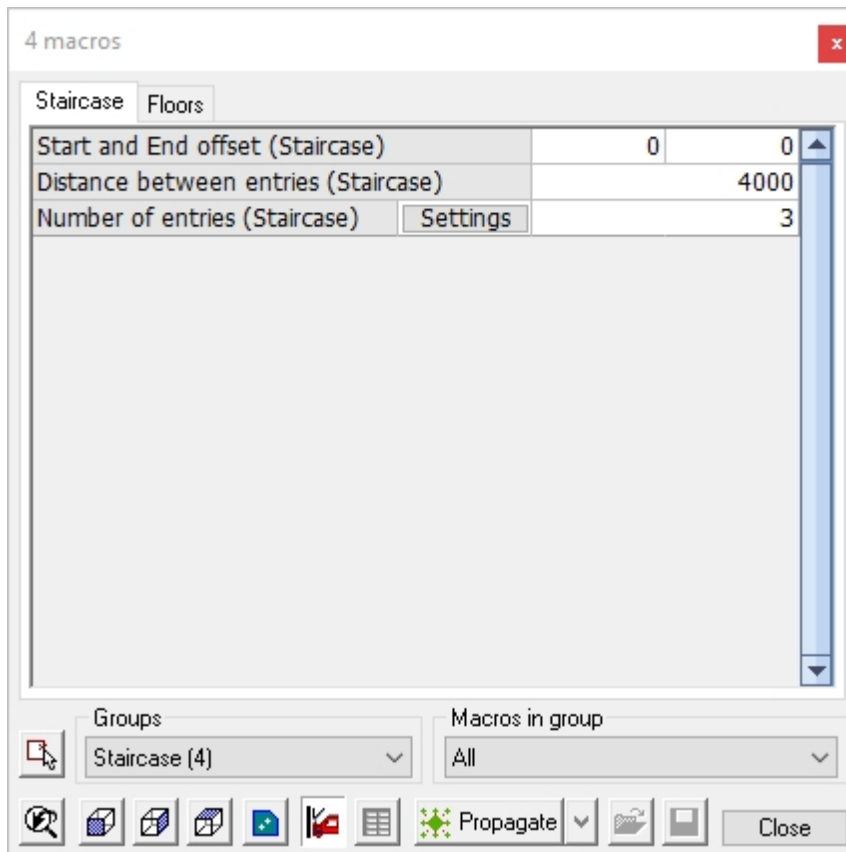 4 macros
x
Staircase Floors
Start and End offset (Staircase) 0 0
Distance between entries (Staircase) 4000
Number of entries (Staircase) Settings 3
Groups Macros in group
Staircase (4) All
Propagate Close